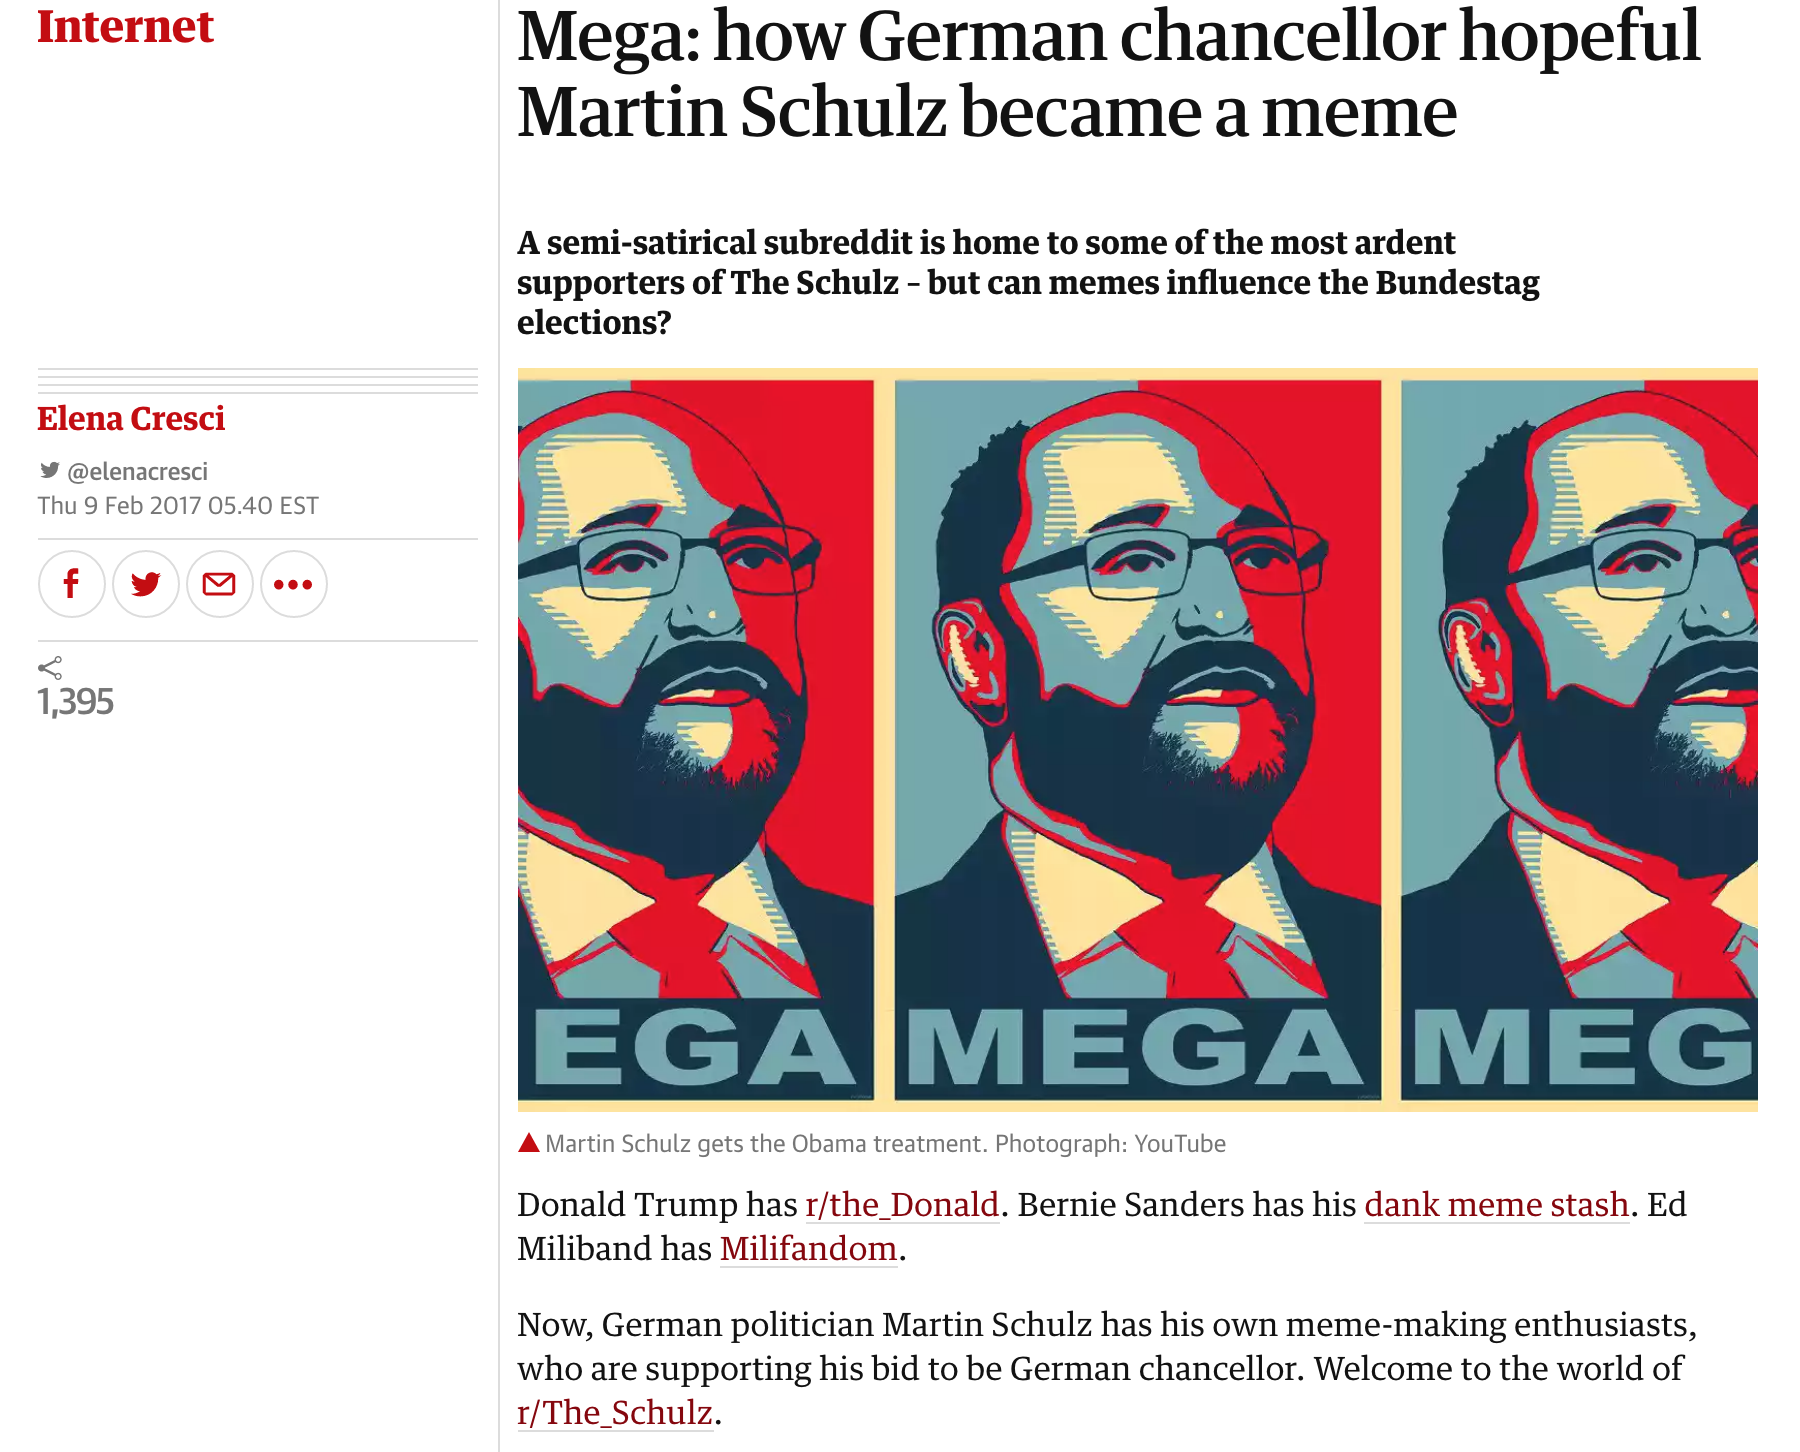 Internet
Mega: how German chancellor hopeful
Martin Schulz became a meme
A semi-satirical subreddit is home to some of the most ardent
supporters of The Schulz – but can memes influence the Bundestag
elections?
Elena Cresci
@elenacresci
Thu 9 Feb 2017 05.40 EST
1,395
EGA
MEGA
MEG
Martin Schulz gets the Obama treatment. Photograph: YouTube
Donald Trump has r/the_Donald. Bernie Sanders has his dank meme stash. Ed
Miliband has Milifandom.
Now, German politician Martin Schulz has his own meme-making enthusiasts,
who are supporting his bid to be German chancellor. Welcome to the world of
r/The_Schulz.